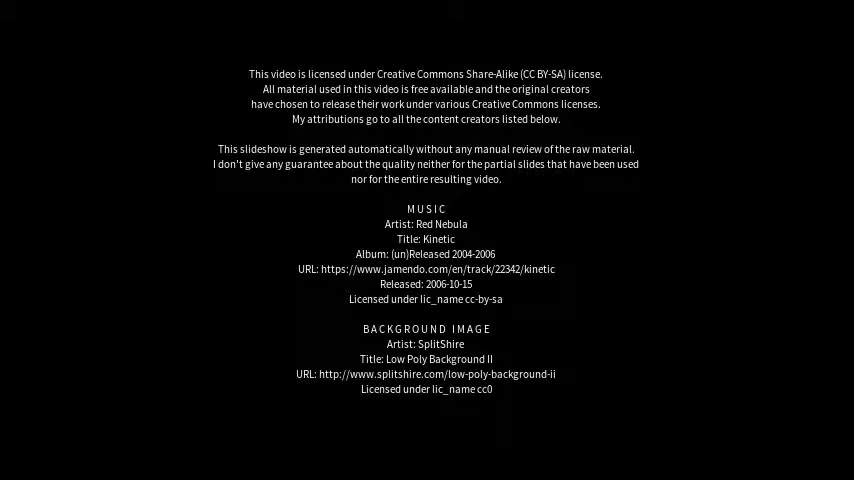 This video is licensed under Creative Commons Share-Alike (CC BY-SA) license.
All material used in this video is free available and the original creators
have chosen to release their work under various Creative Commons licenses.
My attributions go to all the content creators listed below.
This slideshow is generated automatically without any manual review of the raw material.
I don't give any guarantee about the quality neither for the partial slides that have been used
nor for the entire resulting video.
MUSIC
Artist: Red Nebula
Title: Kinetic
Album: (un)Released 2004-2006
URL: https://www.jamendo.com/en/track/22342/kinetic
Released: 2006-10-15
Licensed under lic_name cc-by-sa
BACKGROUND IMAGE
Artist: SplitShire
Title: Low Poly Background II
URL: http://www.splitshire.com/low-poly-background-ii
Licensed under lic_name cc0